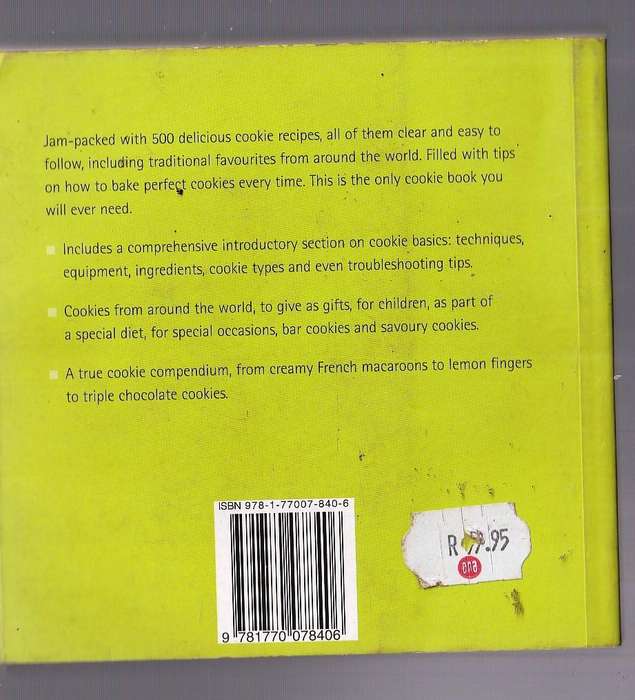 Jam-packed with 500 delicious cookie recipes, all of them clear and easy to
follow, including traditional favourites from around the world. Filled with tips
on how to bake perfect cookies every time. This is the only cookie book you
will ever need.
Includes a comprehensive introductory section on cookie basics: techniques,
equipment, ingredients, cookie types and even troubleshooting tips.
Cookies from around the world, to give as gifts, for children, as part of
a special diet, for special occasions, bar cookies and savoury cookies.
A true cookie compendium, from creamy French macaroons to lemon fingers
to triple chocolate cookies.
ISBN 978-1-77007-840-6
9 781770 078406
R
cna